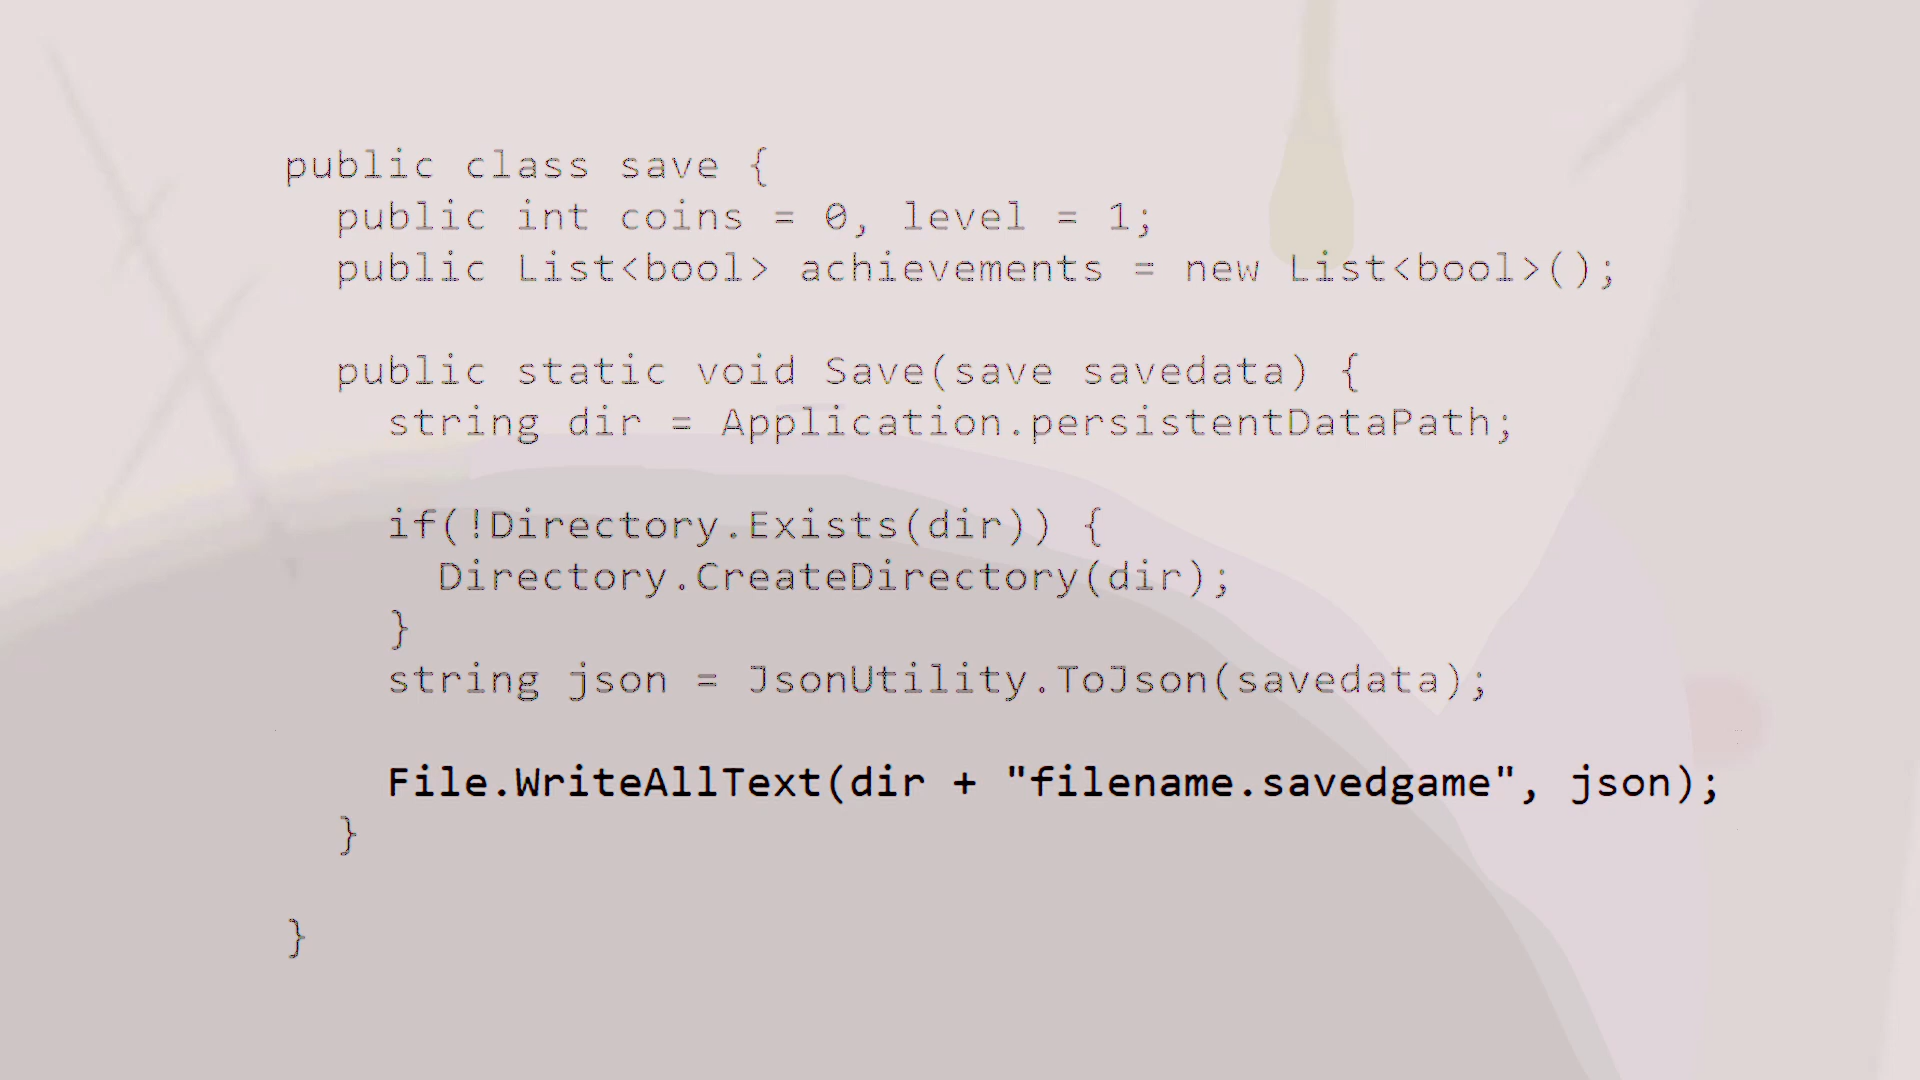 public class save {
public int coins = 0, level = 1;
public List<bool> achievements = new List<bool>();
public static void Save(save savedata) {
string dir = Application.persistentDataPath;
if(!Directory.Exists(dir)) {
Directory.CreateDirectory(dir);
}
string json = JsonUtility.ToJson(savedata);
File.WriteAllText(dir + "filename.savedgame", json);
}
}